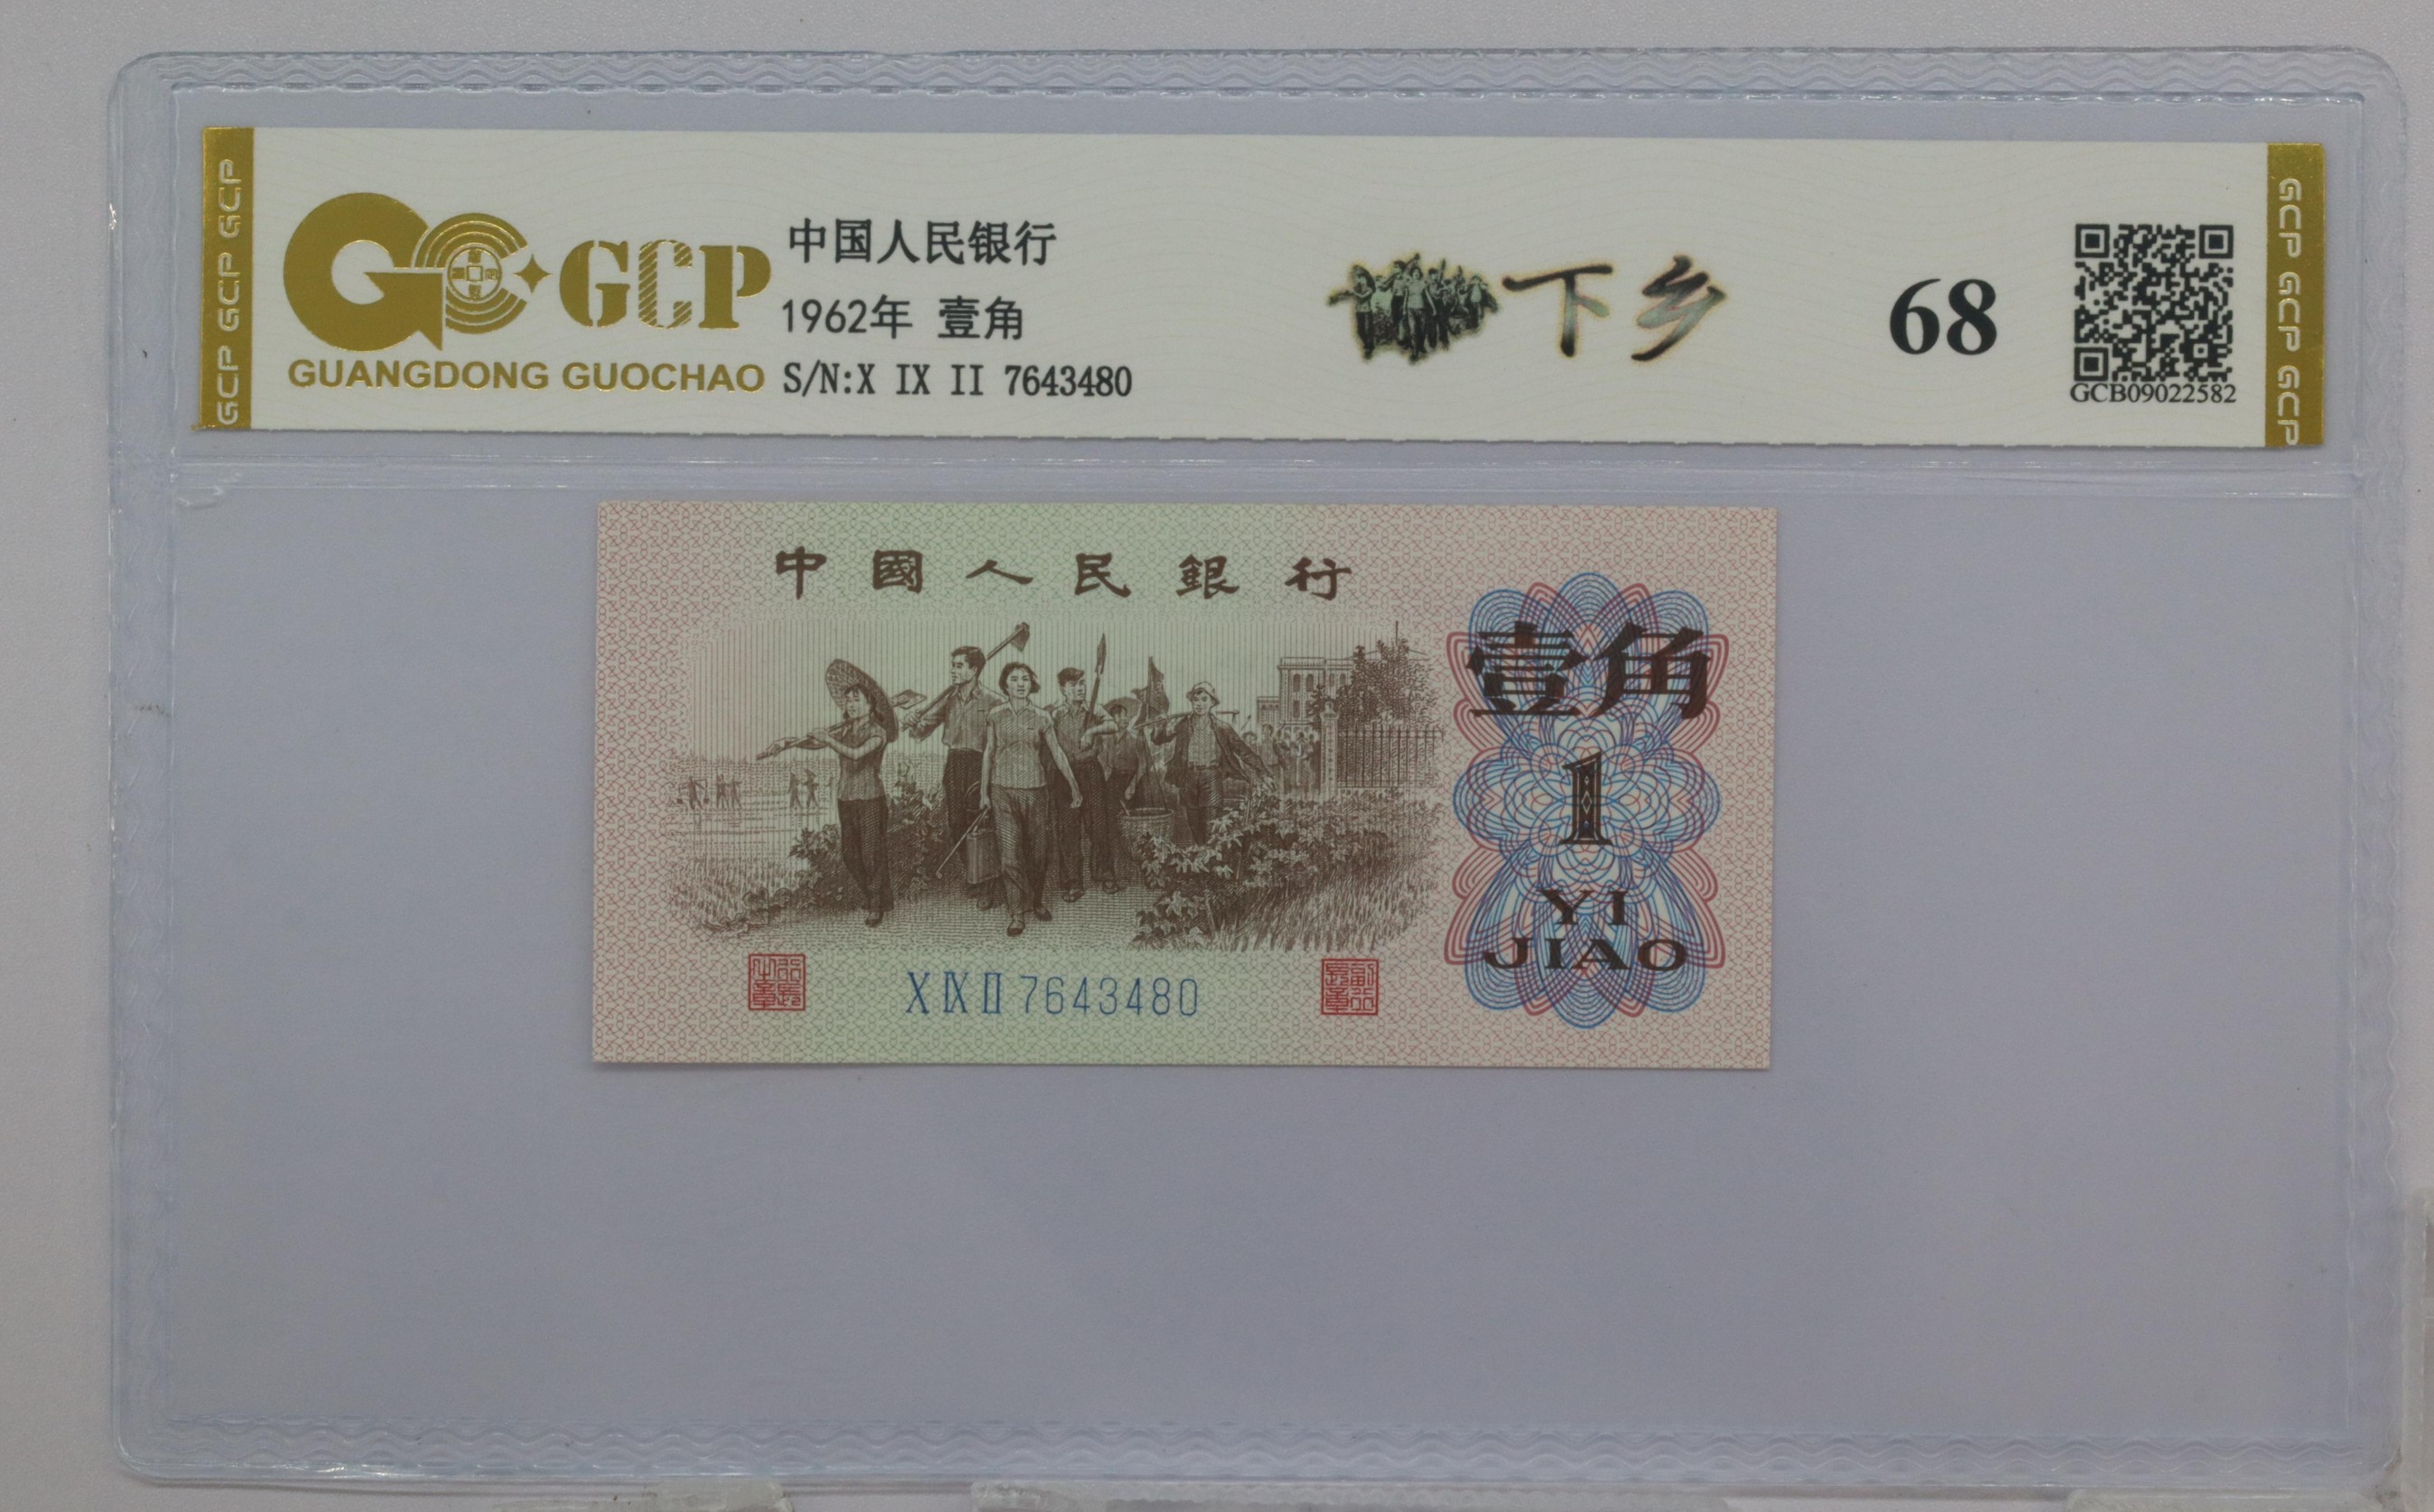 GCP GCP GCP
GCP
GUANGDONG GUOCHAO
中国人民银行
1962年 壹角
S/N:X IX II 7643480
下乡
68
GCB09022582
GCP GCP GCP
中國人民銀行
壹角
1
YI
JIAO
X IX II 7643480